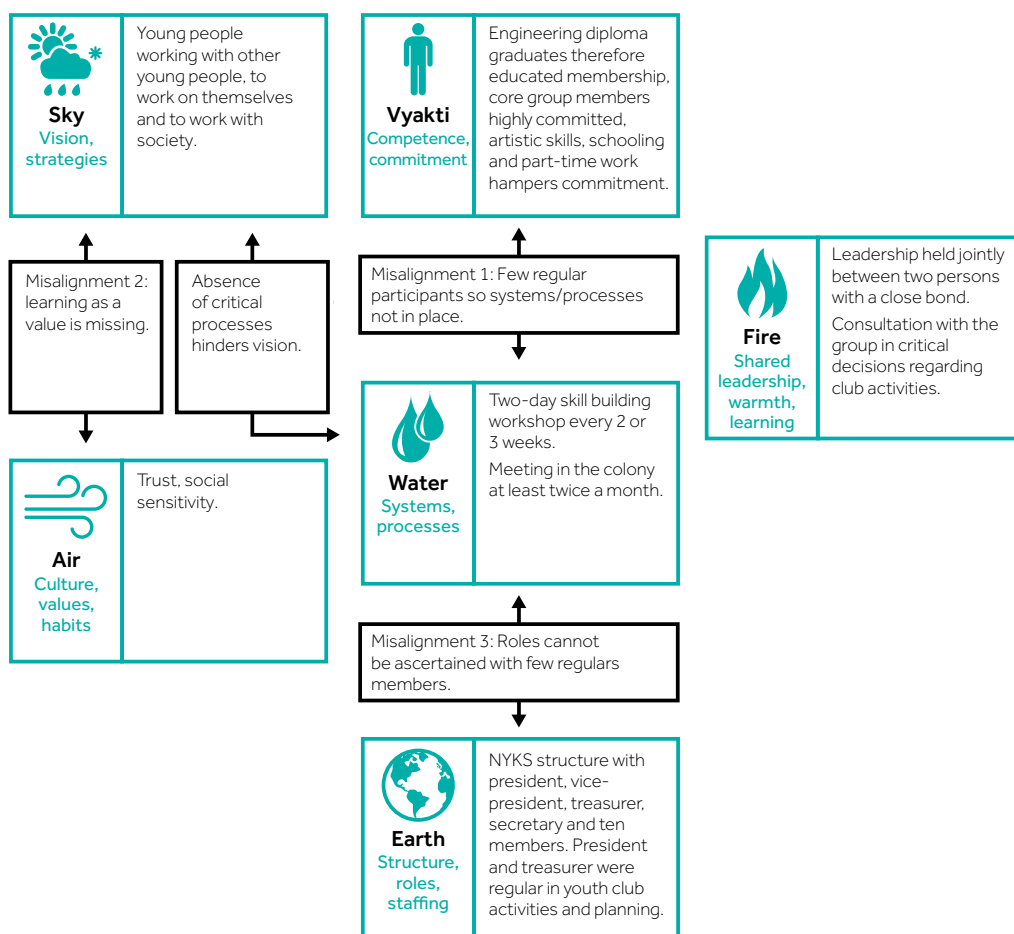 Sky
Vision,
strategies
Young people
working with other
young people, to
work on themselves
and to work with
society.
Vyakti
Competence,
commitment
Engineering diploma
graduates therefore
educated membership,
core group members
highly committed,
artistic skills, schooling
and part-time work
hampers commitment.
Misalignment 2:
learning as a
value is missing.
Absence
of critical
processes
hinders vision.
Misalignment 1: Few regular
participants so systems/processes
not in place.
Fire
Shared
leadership,
warmth,
learning
Leadership held jointly
between two persons
with a close bond.
Consultation with the
group in critical
decisions regarding
club activities.
Air
Culture,
values,
habits
Trust, social
sensitivity.
Water
Systems,
processes
Two-day skill building
workshop every 2 or
3 weeks.
Meeting in the colony
at least twice a month.
Misalignment 3: Roles cannot
be ascertained with few regulars
members.
Earth
Structure,
roles,
staffing
NYKS structure with
president, vice-
president, treasurer,
secretary and ten
members. President
and treasurer were
regular in youth club
activities and planning.